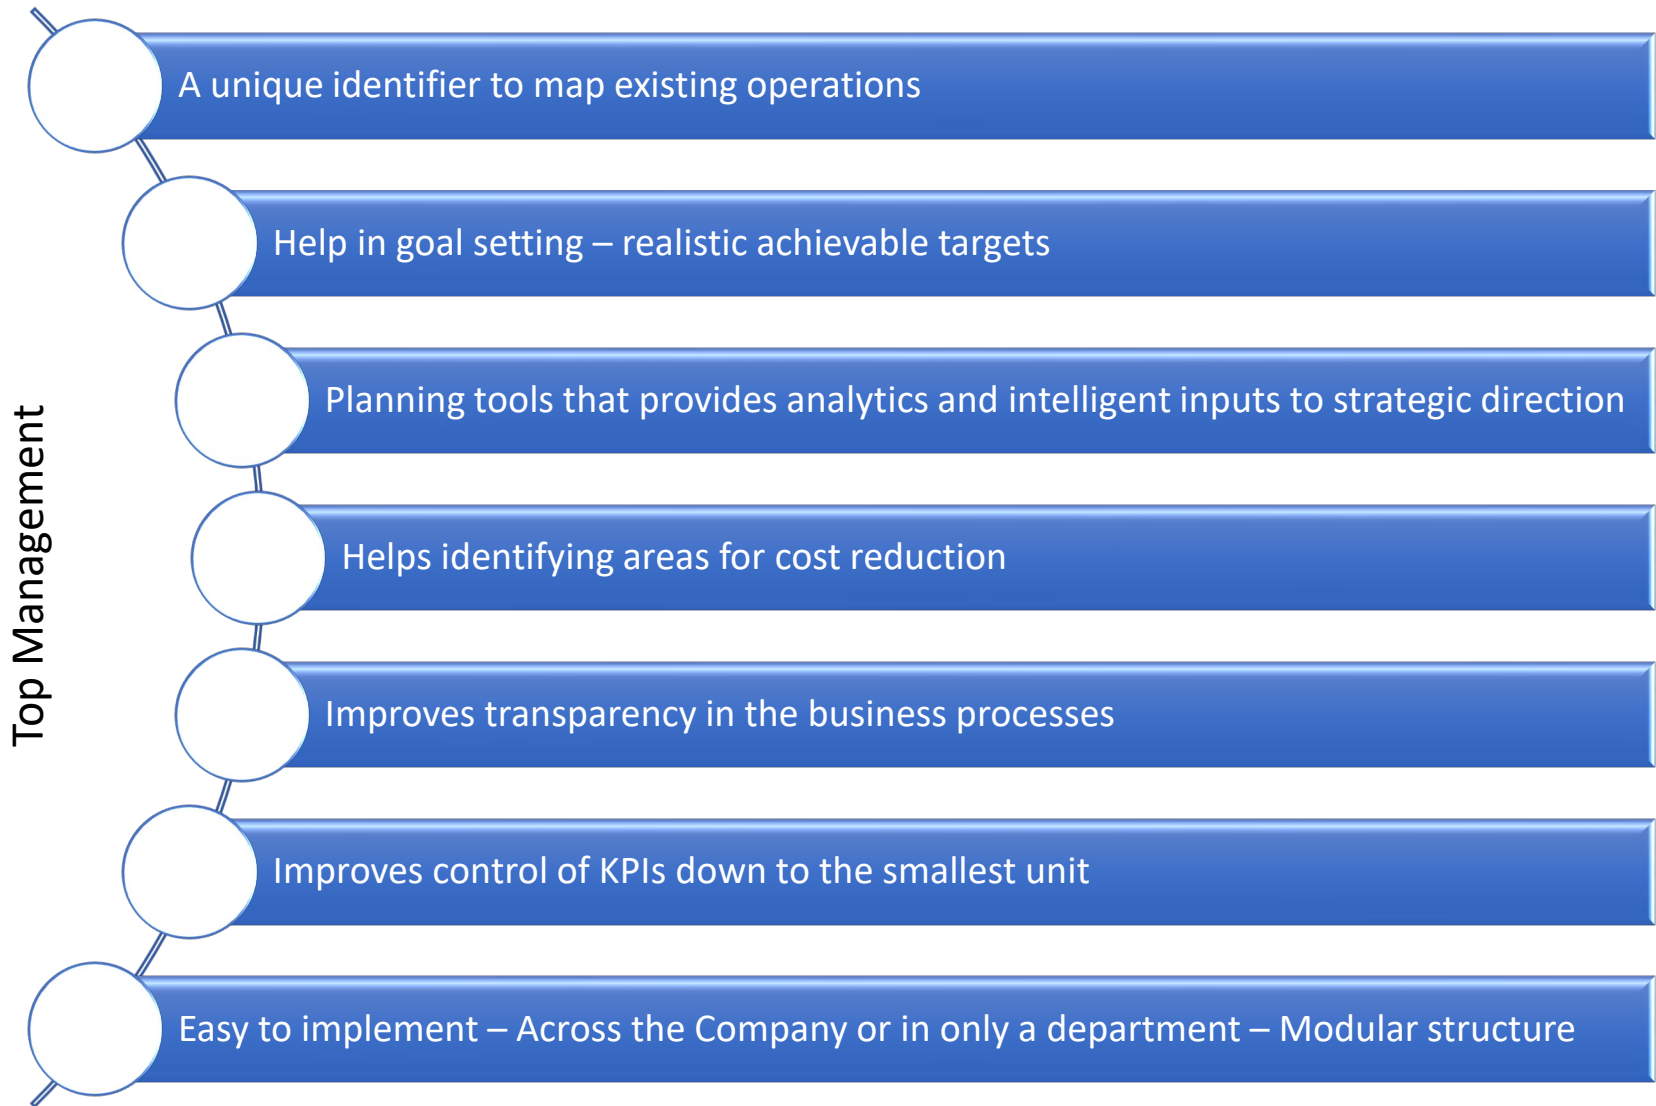 A unique identifier to map existing operations
Help in goal setting – realistic achievable targets
Planning tools that provides analytics and intelligent inputs to strategic direction
Helps identifying areas for cost reduction
Improves transparency in the business processes
Improves control of KPIs down to the smallest unit
Easy to implement – Across the Company or in only a department – Modular structure
Top Management